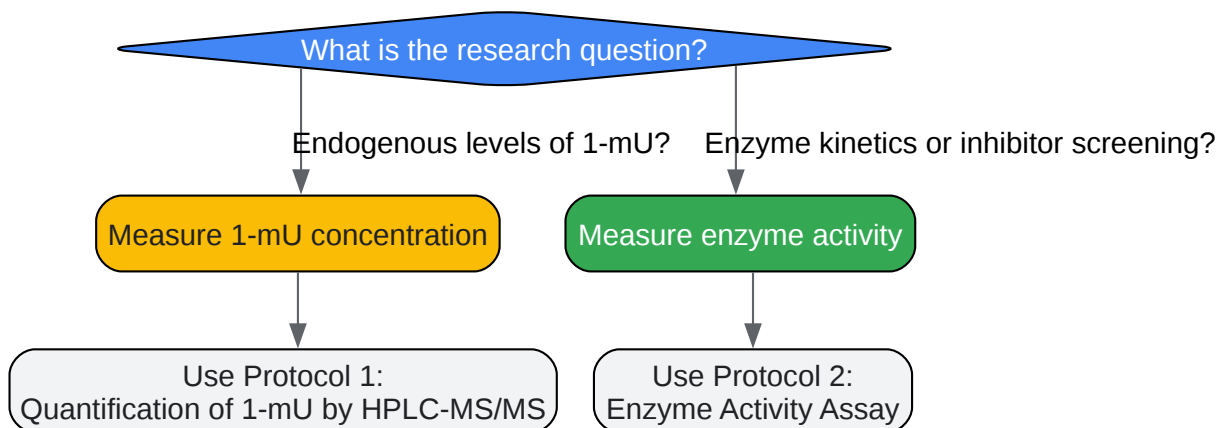 What is the research question?
Endogenous levels of 1-mU?
Enzyme kinetics or inhibitor screening?
Measure 1-mU concentration
Measure enzyme activity
Use Protocol 1:
Quantification of 1-mU by HPLC-MS/MS
Use Protocol 2:
Enzyme Activity Assay